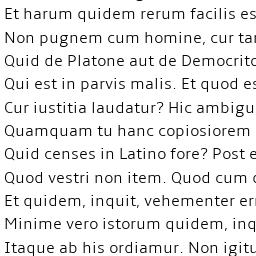 Et harum quidem rerum facilis es
Non pugnem cum homine, cur tan
Quid de Platone aut de Democrito
Qui est in parvis malis. Et quod es
Cur iustitia laudatur? Hic ambigu
Quamquam tu hanc copiosiorem
Quid censes in Latino fore? Post e
Quod vestri non item. Quod cum
Et quidem, inquit, vehementer er
Minime vero istorum quidem, inq
Itaque ab his ordiamur. Non igitu